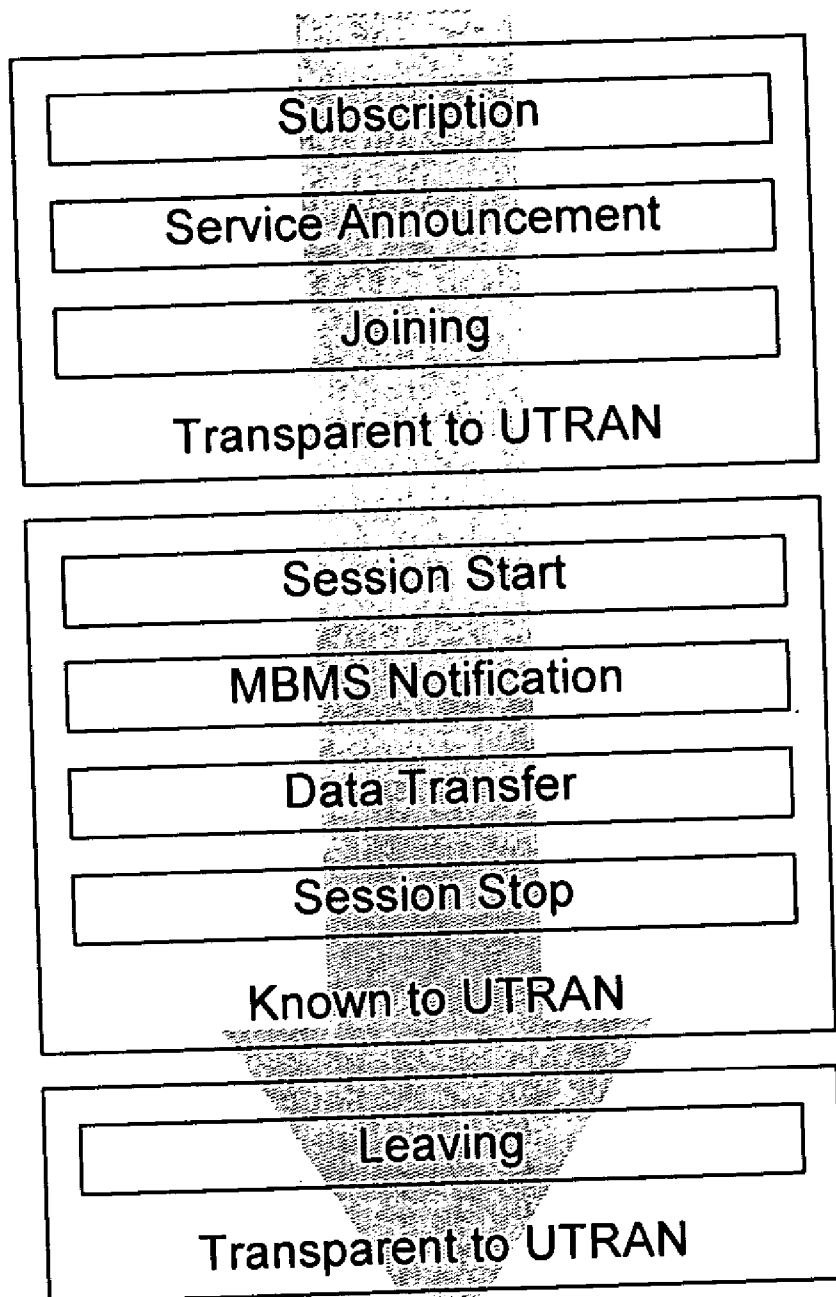 Subscription
Service Announcement
Joining
Transparent to UTRAN
Session Start
MBMS Notification
Data Transfer
Session Stop
Known to UTRAN
Leaving
Transparent to UTRAN